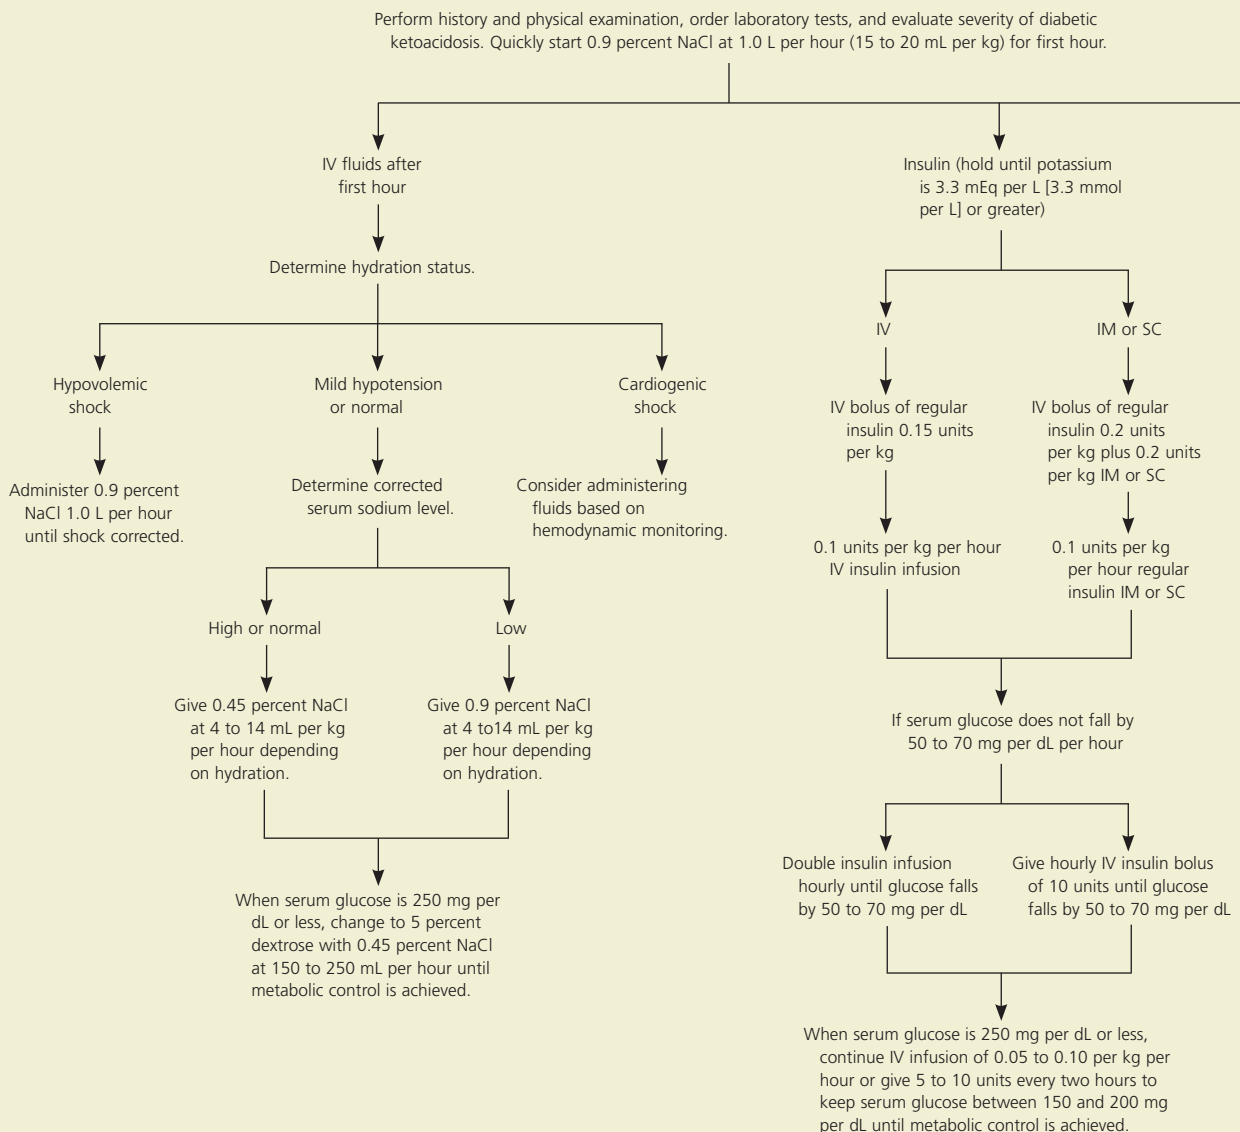 Perform history and physical examination, order laboratory tests, and evaluate severity of diabetic
ketoacidosis. Quickly start 0.9 percent NaCl at 1.0 L per hour (15 to 20 mL per kg) for first hour.
IV fluids after
first hour
Determine hydration status.
Hypovolemic
shock
Administer 0.9 percent
NaCl 1.0 L per hour
until shock corrected.
Mild hypotension
or normal
Determine corrected
serum sodium level.
Cardiogenic
shock
Consider administering
fluids based on
hemodynamic monitoring.
High or normal
Give 0.45 percent NaCl
at 4 to 14 mL per kg
per hour depending
on hydration.
Low
Give 0.9 percent NaCl
at 4 to14 mL per kg
per hour depending
on hydration.
When serum glucose is 250 mg per
dL or less, change to 5 percent
dextrose with 0.45 percent NaCl
at 150 to 250 mL per hour until
metabolic control is achieved.
Insulin (hold until potassium
is 3.3 mEq per L [3.3 mmol
per L] or greater)
IV
IV bolus of regular
insulin 0.15 units
per kg
0.1 units per kg per hour
IV insulin infusion
IM or SC
IV bolus of regular
insulin 0.2 units
per kg plus 0.2 units
per kg IM or SC
0.1 units per kg
per hour regular
insulin IM or SC
If serum glucose does not fall by
50 to 70 mg per dL per hour
Double insulin infusion
hourly until glucose falls
by 50 to 70 mg per dL
Give hourly IV insulin bolus
of 10 units until glucose
falls by 50 to 70 mg per dL
When serum glucose is 250 mg per dL or less,
continue IV infusion of 0.05 to 0.10 per kg per
hour or give 5 to 10 units every two hours to
keep serum glucose between 150 and 200 mg
per dL until metabolic control is achieved.